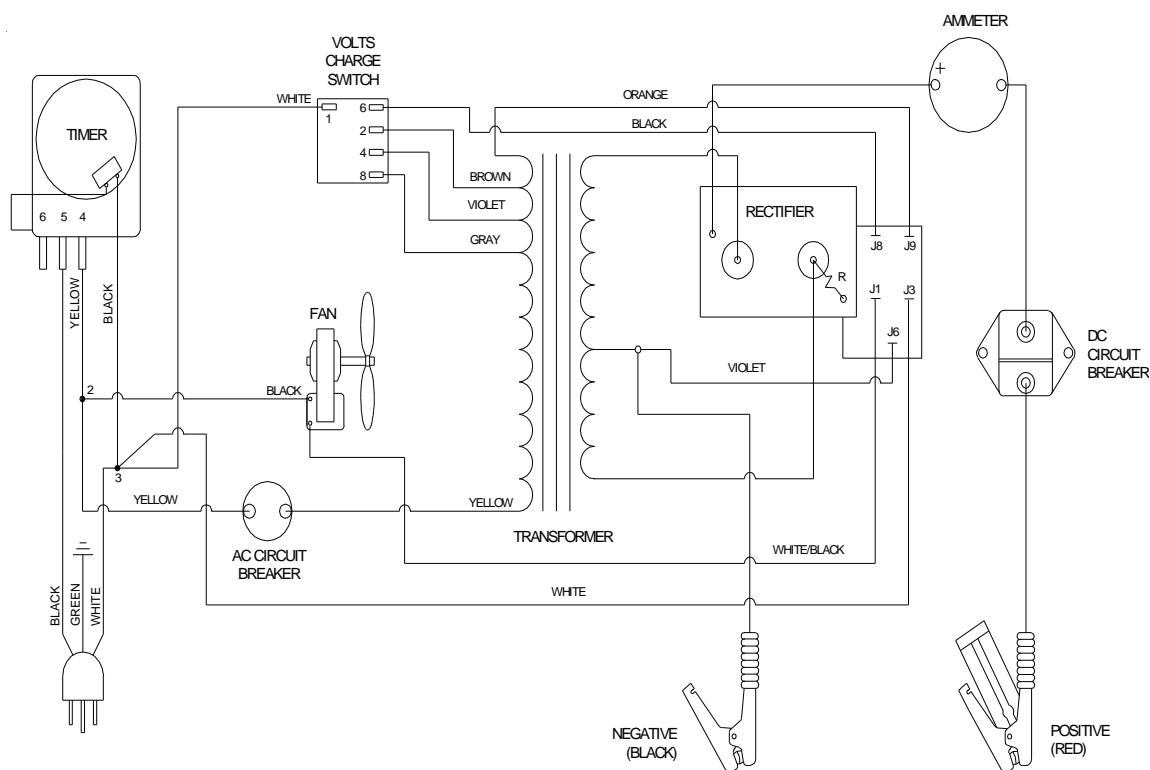 AMMETER
+
VOLTS
CHARGE
SWITCH
TIMER
WHITE
1
6
2
4
8
ORANGE
BLACK
BROWN
VIOLET
GRAY
RECTIFIER
R
J8
J9
J1
J3
J6
6 5 4
YELLOW
BLACK
FAN
BLACK
2
3
VIOLET
DC
CIRCUIT
BREAKER
YELLOW
AC CIRCUIT
BREAKER
YELLOW
TRANSFORMER
WHITE/BLACK
WHITE
BLACK
GREEN
WHITE
NEGATIVE
(BLACK)
POSITIVE
(RED)